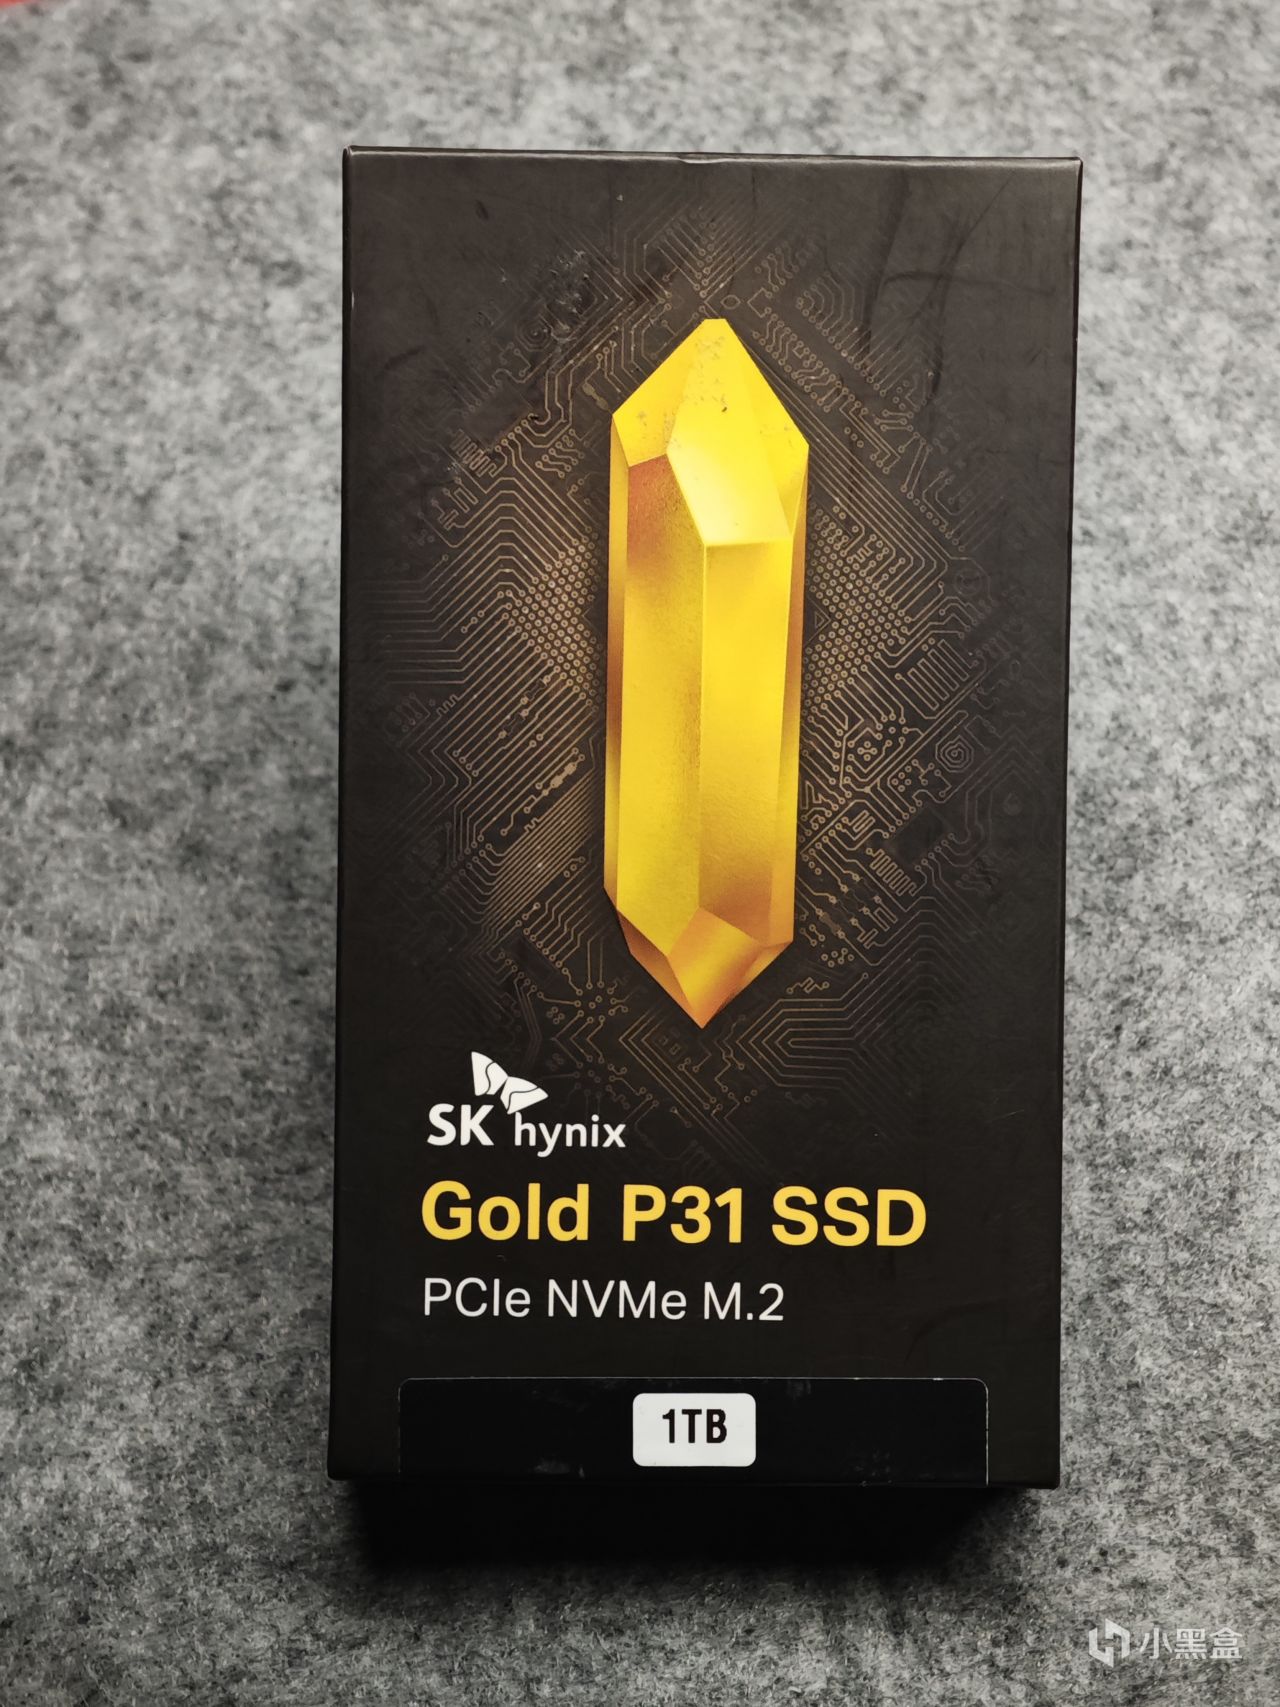 SK hynix
Gold P31 SSD
PCIe NVMe M.2
1TB
小黑盒